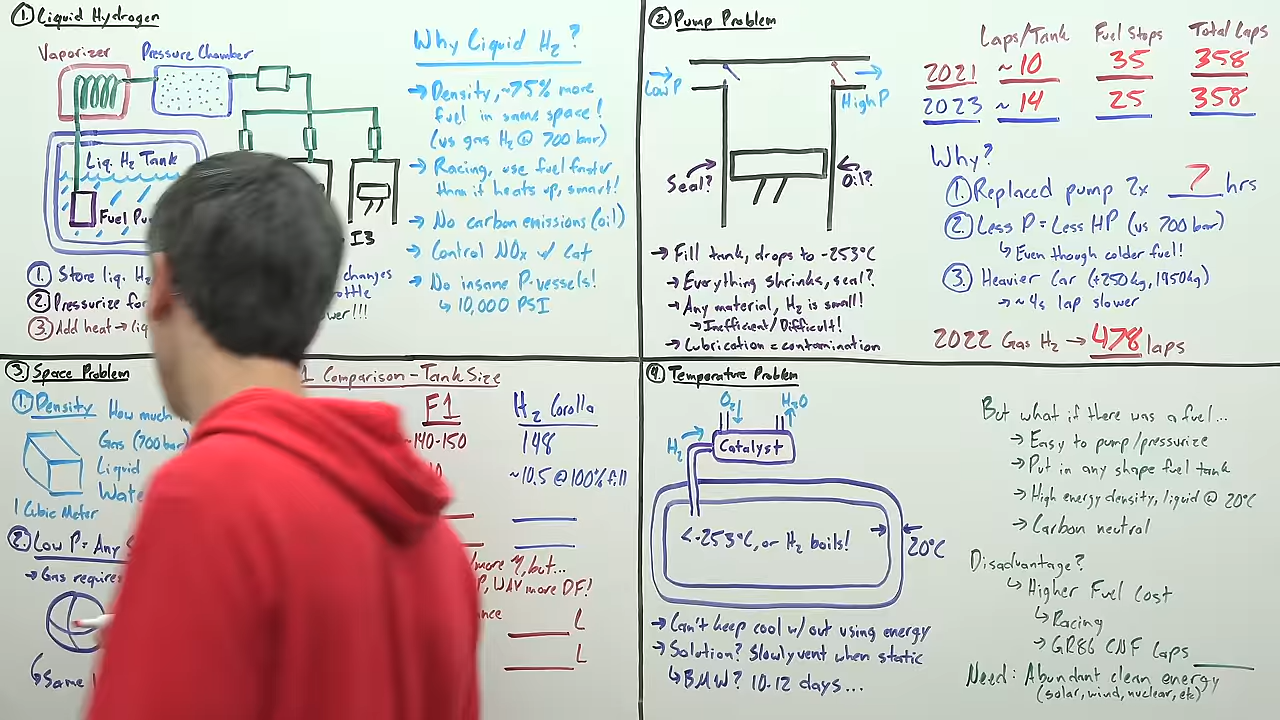 1. Liquid Hydrogen
Vaporizer
Pressure Chamber
Liq. H2 Tank
Fuel
I3
1. Store liq. H2
changes
2. Pressurize for
3. Add heat → liq
Why Liquid H2?
→ Density, ~75% more
fuel in same space!
(vs gas H2 @ 700 bar)
→ Racing, use fuel faster
than it heats up, smart!
→ No carbon emissions (oil)
→ Control NOx w/ Cat
→ No insane P-vessels!
↳ 10,000 PSI
2. Pump Problem
→ Low P
→ High P
Seal?
Oil?
→ Fill tank, drops to -253°C
→ Everything shrinks, seal?
→ Any material, H2 is small!
→ Inefficient/Difficult!
→ Lubrication = contamination
Laps/Tank Fuel Stops Total Laps
2021 ~10 35 358
2023 ~14 25 358
Why?
1. Replaced pump 2x 7 hrs
2. Less P = Less HP (vs 700 bar)
↳ Even though colder fuel!
3. Heavier Car (+250kg, 1950kg)
↳ ~4s lap slower
2022 Gas H2 → 478 laps
3. Space Problem
1 Comparison - Tank Size
1. Density How much
Gas (700 bar)
Liquid
Wate
1 Cubic Meter
2. Low P = Any
→ Gas requires
↳ Same
F1
~140-150
H2 Corolla
148
~10.5 @ 100% fill
more η, but...
P, WAY more DF!
nce
L
L
4. Temperature Problem
O2
H2O
H2
Catalyst
<-253°C, or H2 boils!
20°C
→ Can't keep cool w/out using energy
→ Solution? Slowly vent when static
↳ BMW? 10-12 days...
But what if there was a fuel...
→ Easy to pump/pressurize
→ Put in any shape fuel tank
→ High energy density, liquid @ 20°C
→ Carbon neutral
Disadvantage?
↳ Higher Fuel Cost
↳ Racing
→ GR86 CNF Laps
Need: Abundant clean energy
(solar, wind, nuclear, etc)